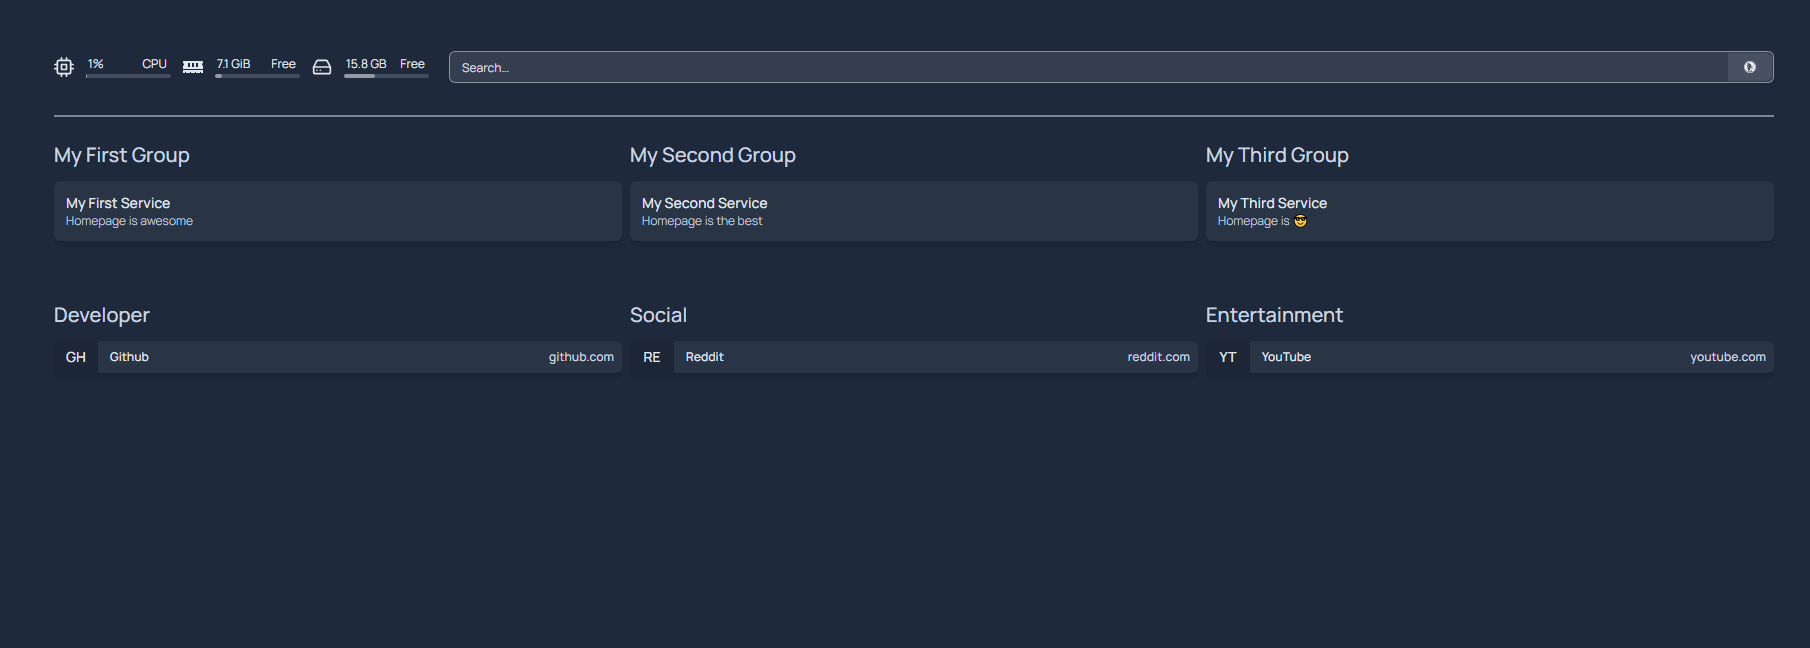 1% CPU 7.1 GiB Free 15.8 GB Free Search...
My First Group My Second Group My Third Group
My First Service My Second Service My Third Service
Homepage is awesome Homepage is the best Homepage is 😎
Developer Social Entertainment
GH Github github.com RE Reddit reddit.com YT YouTube youtube.com